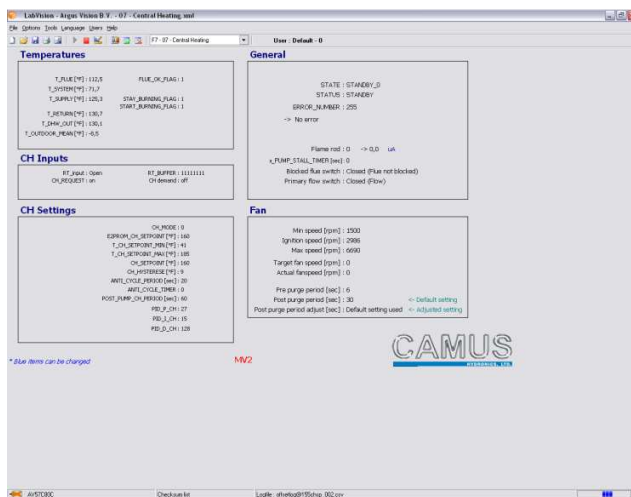 LabVision - Argus Vision B.V. - 07 - Central Heating.xml
File Options Tools Language Users Help
F7 - 07 - Central Heating
User : Default - 0
Temperatures
T_FLUE [°F] : 112,5 FLUE_OK_FLAG : 1
T_SYSTEM [°F] : 71,7
T_SUPPLY [°F] : 125,3 STAY_BURNING_FLAG : 1
START_BURNING_FLAG : 1
T_RETURN [°F] : 130,7
T_DHW_OUT [°F] : 130,1
T_OUTDOOR_MEAN [°F] : -0,5
CH Inputs
RT_input : Open RT_BUFFER : 11111111
CH_REQUEST : on CH demand : off
CH Settings
CH_MODE : 0
E2PROM_CH_SETPOINT [°F] : 160
T_CH_SETPOINT_MIN [°F] : 41
T_CH_SETPOINT_MAX [°F] : 185
CH_SETPOINT [°F] : 160
CH_HYSTERESE [°F] : 9
ANTI_CYCLE_PERIOD [sec] : 20
ANTI_CYCLE_TIMER : 0
POST_PUMP_CH_PERIOD [sec] : 60
PID_P_CH : 27
PID_I_CH : 15
PID_D_CH : 128
General
STATE : STANDBY_0
STATUS : STANDBY
ERROR_NUMBER : 255
-> No error
Flame rod : 0 -> 0,0 uA
s_PUMP_STALL_TIMER [sec] : 0
Blocked flue switch : Closed (Flue not blocked)
Primary flow switch : Closed (Flow)
Fan
Min speed [rpm] : 1500
Ignition speed [rpm] : 2986
Max speed [rpm] : 6690
Target fan speed [rpm] : 0
Actual fanspeed [rpm] : 0
Pre purge period [sec] : 6
Post purge period [sec] : 30 <- Default setting
Post purge period adjust [sec] : Default setting used <- Adjusted setting
* Blue items can be changed
MV2
CAMUS
HYDRONICS, LTD.
Checksum list